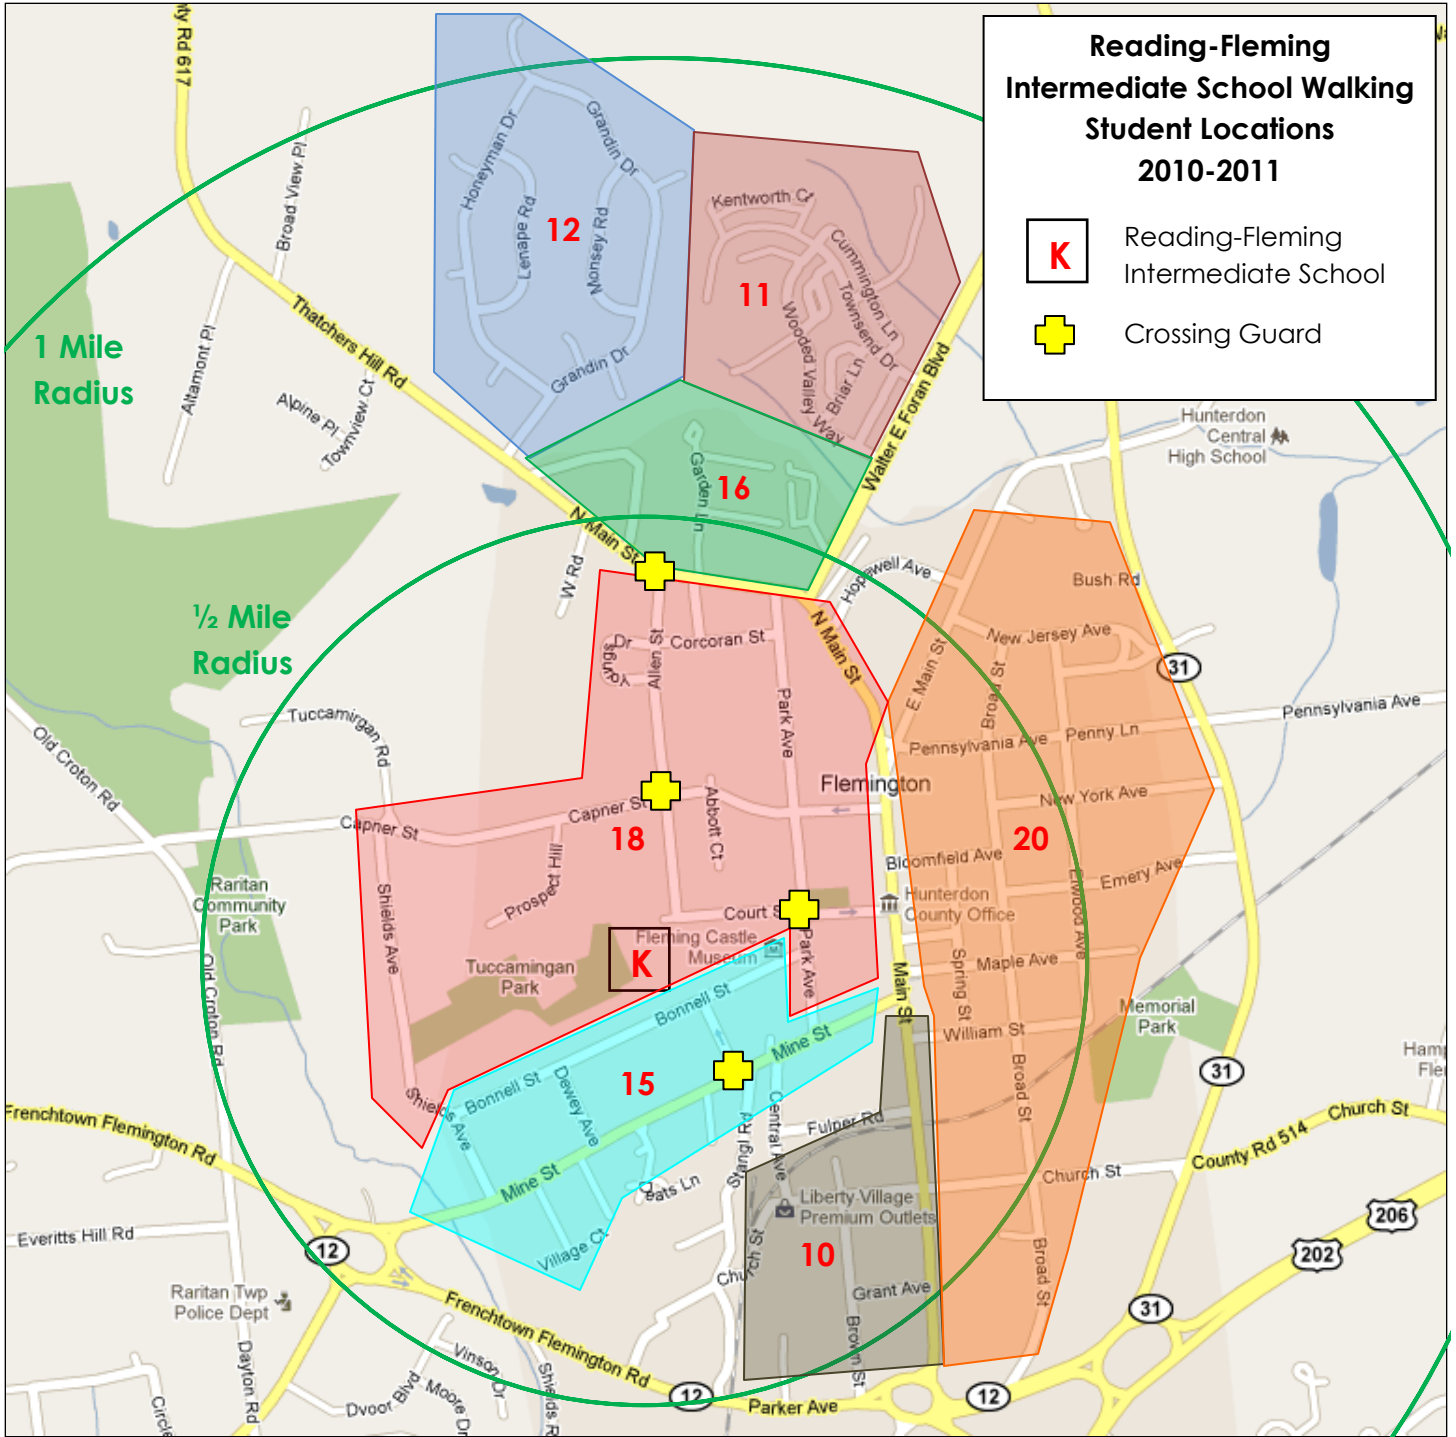 Reading-Fleming
Intermediate School Walking
Student Locations
2010-2011
K
Reading-Fleming
Intermediate School
Crossing Guard
ty Rd 617
Broad View Pl
Altamont Pl
Alpine Pl
Townview Ct
Thatchers Hill Rd
1 Mile
Radius
½ Mile
Radius
Honeyman Dr
Grandin Dr
Lenape Rd
Monsey Rd
12
Grandin Dr
Kentworth Ct
Cummington Ln
Townsend Dr
11
Wooded Valley Way
Briar Ln
Walter E Foran Blvd
Hunterdon
Central
High School
16
Garden Ln
N Main St
W Rd
Hopewell Ave
N Main St
Bush Rd
New Jersey Ave
31
E Main St
Broad St
Pennsylvania Ave
Pennsylvania Ave
Penny Ln
New York Ave
20
Bloomfield Ave
Emery Ave
Elwood Ave
Youngs Dr
Corcoran St
Allen St
Park Ave
Flemington
Tuccamirgan Rd
Old Croton Rd
Capner St
Capner St
Abbott Ct
18
Prospect Hill
Shields Ave
Court S
Park Ave
Hunterdon
County Office
Fleming Castle
Museum
M
K
Tuccamingan
Park
Raritan
Community
Park
Old Croton Rd
Spring St
Maple Ave
Main St
William St
Memorial
Park
Bonnell St
Mine St
15
Bonnell St
Dewey Ave
Shields Ave
Mine St
Stangl Rd
Central Ave
Fulper Rd
Broad St
31
Ham
Fle
Church St
County Rd 514
Church St
Frenchtown Flemington Rd
Everitts Hill Rd
12
Village Ct
eats Ln
Liberty Village
Premium Outlets
Church St
10
Grant Ave
Brown St
Broad St
206
202
31
12
Raritan Twp
Police Dept
Dayton Rd
Frenchtown Flemington Rd
Vinson Dr
Dvoor Blvd
Moore Dr
Shields R
12
Parker Ave
Circle